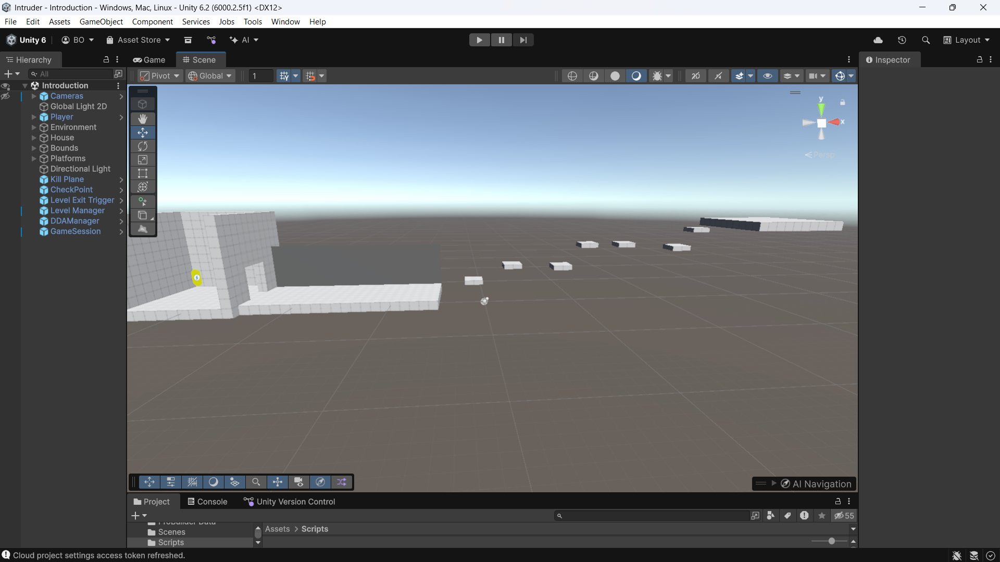 Intruder - Introduction - Windows, Mac, Linux - Unity 6.2 (6000.2.5f1) <DX12>
File Edit Assets GameObject Component Services Jobs Tools Window Help
Unity 6 BO Asset Store AI Layout
Hierarchy Game Scene Inspector
All Pivot Global 1 2D
Introduction
Cameras
Global Light 2D
Player
Environment
House
Bounds
Platforms
Directional Light
Kill Plane
CheckPoint
Level Exit Trigger
Level Manager
DDAManager
GameSession
y
x
Persp
AI Navigation
Project Console Unity Version Control
55
ProBuilder Data
Scenes
Scripts
Assets > Scripts
Cloud project settings access token refreshed.